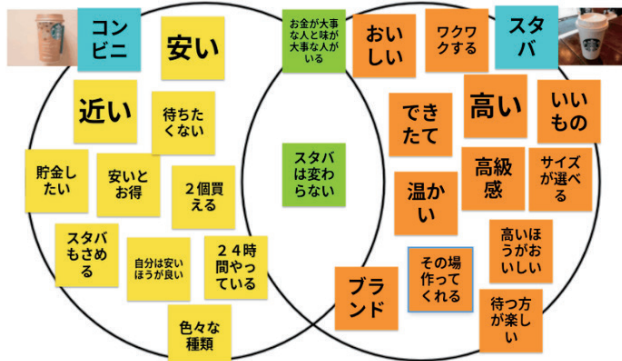 コン
ビニ
安い
近い
待ちた
くない
貯金し
たい
安いと
お得
２個買
える
スタバ
もさめ
る
自分は安い
ほうが良い
２４時
間やっ
ている
色々な
種類
お金が大事
な人と味が
大事な人が
いる
スタバ
は変わ
らない
おい
しい
ワクワ
クする
スタ
バ
でき
たて
高い
いい
もの
温か
い
高級
感
サイズ
が選べ
る
ブラ
ンド
その場
作って
くれる
高いほ
うがお
いしい
待つ方
が楽し
い